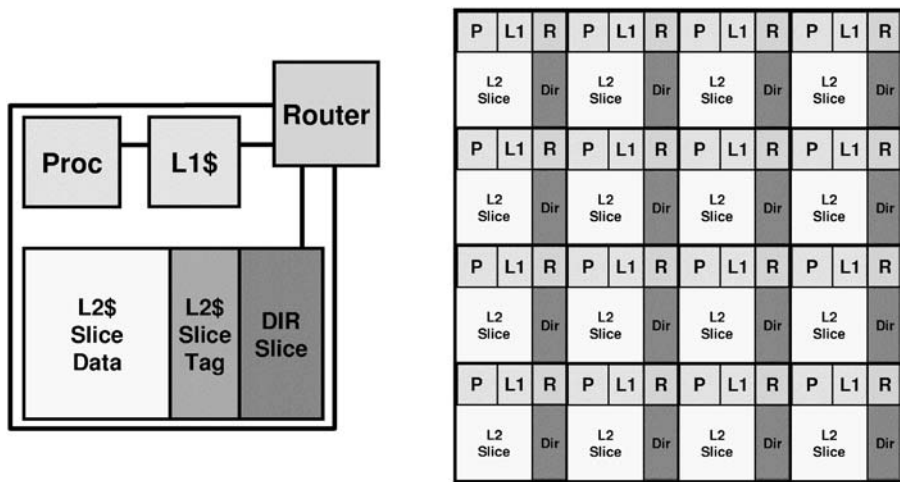 Router
Proc
L1$
L2$
Slice
Data
L2$
Slice
Tag
DIR
Slice
P L1 R P L1 R P L1 R P L1 R
L2
Slice
Dir
L2
Slice
Dir
L2
Slice
Dir
L2
Slice
Dir
P L1 R P L1 R P L1 R P L1 R
L2
Slice
Dir
L2
Slice
Dir
L2
Slice
Dir
L2
Slice
Dir
P L1 R P L1 R P L1 R P L1 R
L2
Slice
Dir
L2
Slice
Dir
L2
Slice
Dir
L2
Slice
Dir
P L1 R P L1 R P L1 R P L1 R
L2
Slice
Dir
L2
Slice
Dir
L2
Slice
Dir
L2
Slice
Dir